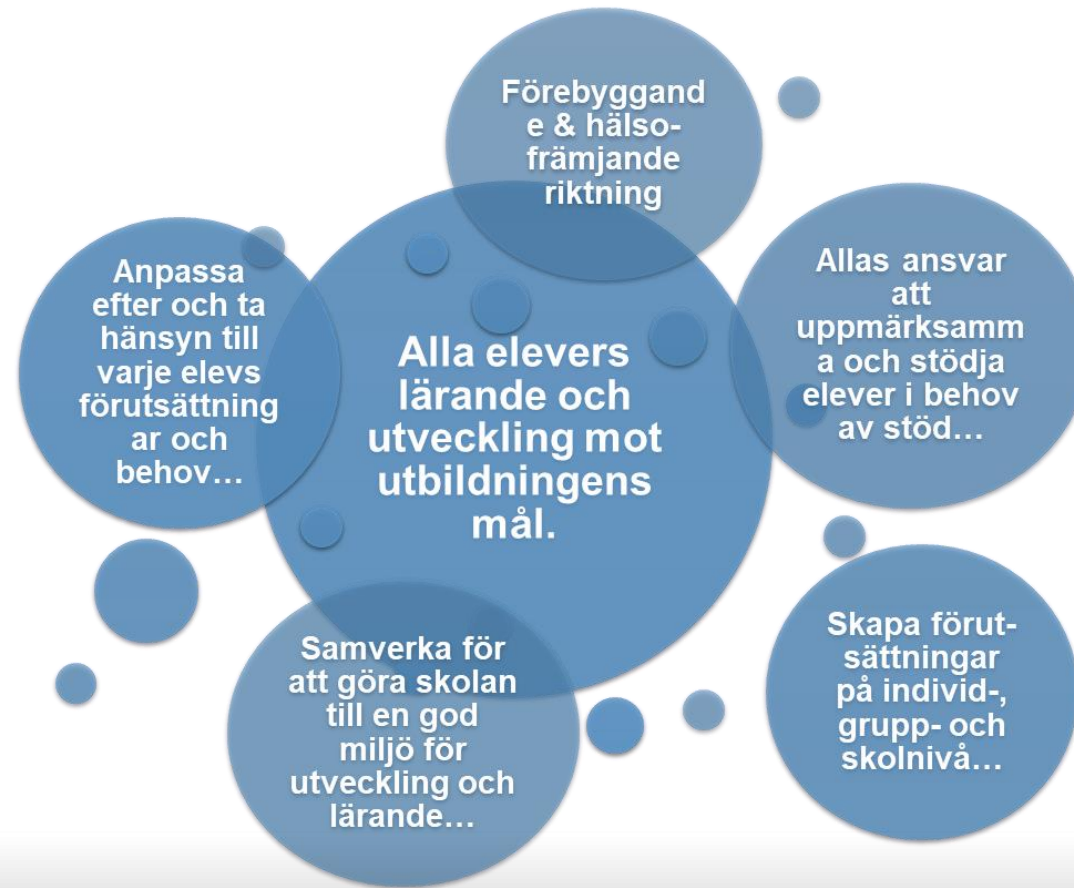 Förebyggand
e & hälso-
främjande
riktning
Anpassa
efter och ta
hänsyn till
varje elevs
förutsättning
ar och
behov…
Alla elevers
lärande och
utveckling mot
utbildningens
mål.
Allas ansvar
att
uppmärksamm
a och stödja
elever i behov
av stöd…
Samverka för
att göra skolan
till en god
miljö för
utveckling och
lärande…
Skapa förut-
sättningar
på individ-,
grupp- och
skolnivå…